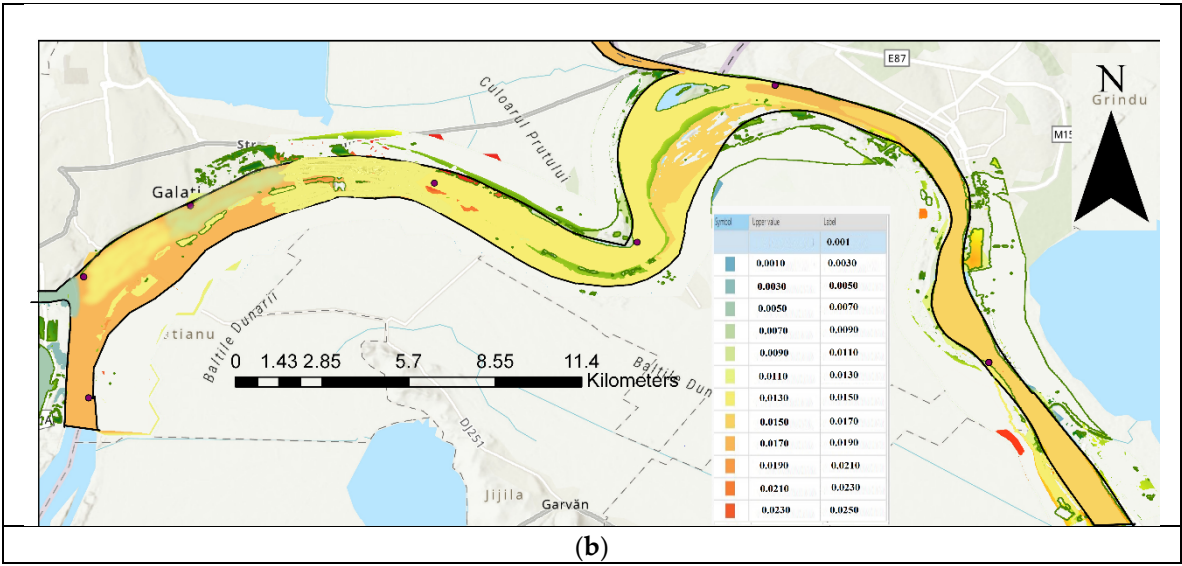 E87
N
Grindu
M15
Culoarul Prutului
Str
Galați
Symbol Upper value Label
0.001
0.0010 0.0030
0.0030 0.0050
0.0050 0.0070
0.0070 0.0090
0.0090 0.0110
0.0110 0.0130
0.0130 0.0150
0.0150 0.0170
0.0170 0.0190
0.0190 0.0210
0.0210 0.0230
0.0230 0.0250
tianu
Baltile Dunarii
0 1.43 2.85 5.7 8.55 11.4
Kilometers
Baltile Dun
DJ251
Jijila
Garvăn
(b)